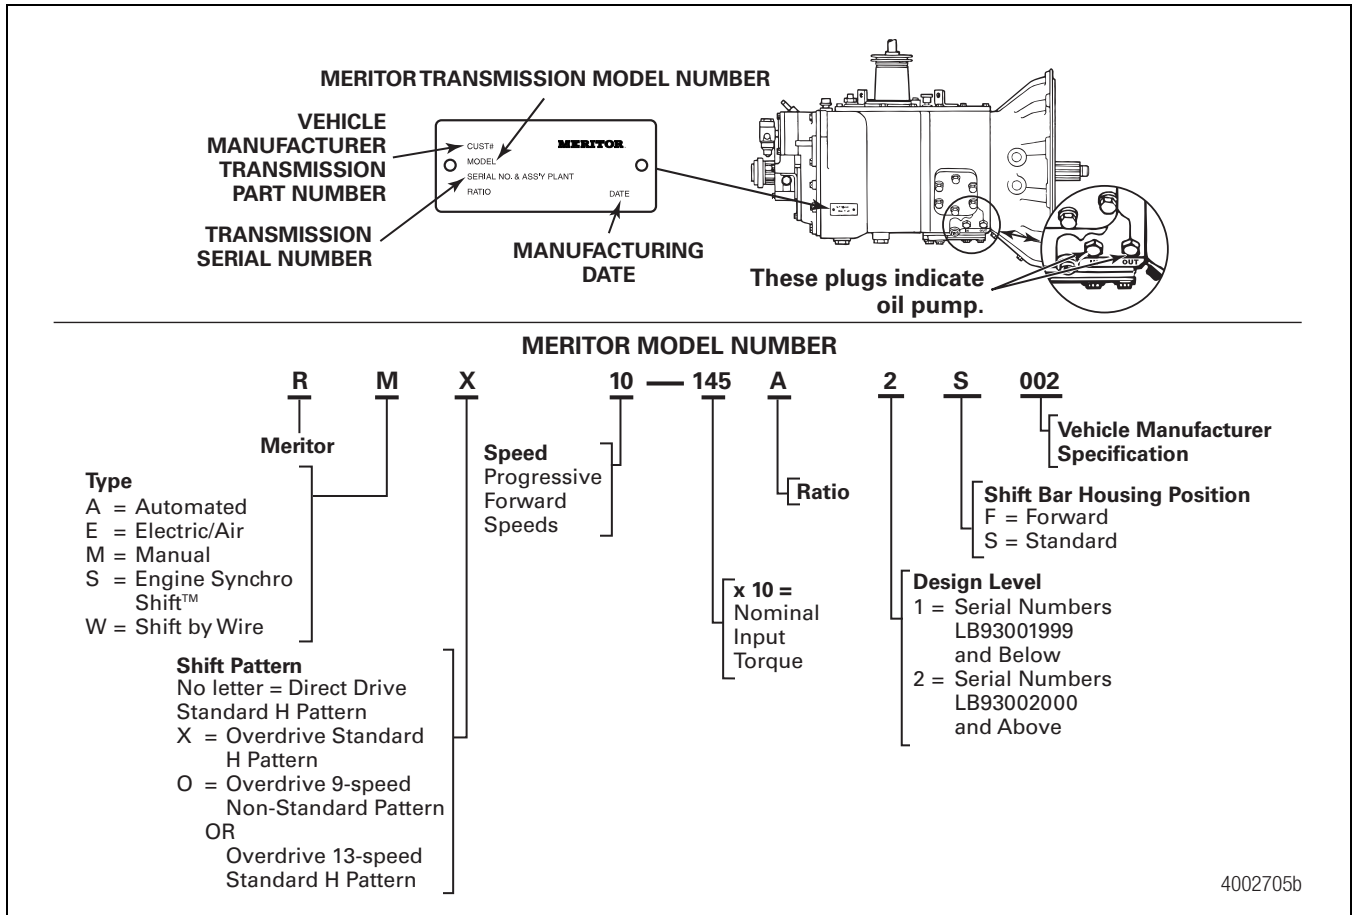 MERITOR TRANSMISSION MODEL NUMBER
VEHICLE
MANUFACTURER
TRANSMISSION
PART NUMBER
TRANSMISSION
SERIAL NUMBER
CUST#
MERITOR
MODEL
SERIAL NO. & ASS'Y PLANT
RATIO
DATE
MANUFACTURING
DATE
OUT
These plugs indicate
oil pump.
MERITOR MODEL NUMBER
R M X 10 — 145 A 2 S 002
Meritor
Type
A = Automated
E = Electric/Air
M = Manual
S = Engine Synchro
Shift™
W = Shift by Wire
Shift Pattern
No letter = Direct Drive
Standard H Pattern
X = Overdrive Standard
H Pattern
O = Overdrive 9-speed
Non-Standard Pattern
OR
Overdrive 13-speed
Standard H Pattern
Speed
Progressive
Forward
Speeds
x 10 =
Nominal
Input
Torque
Ratio
Design Level
1 = Serial Numbers
LB93001999
and Below
2 = Serial Numbers
LB93002000
and Above
Shift Bar Housing Position
F = Forward
S = Standard
Vehicle Manufacturer
Specification
4002705b